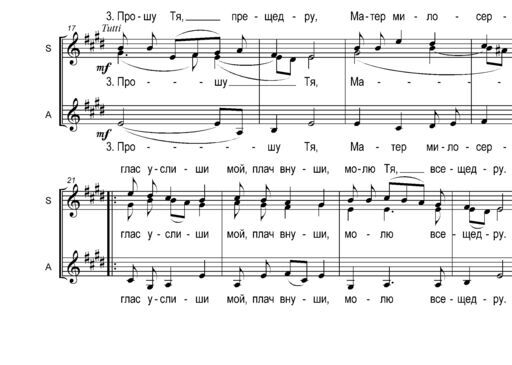 3. Про-шу Тя,____ пре-щед-ру, Ма-тер ми-ло-сер-
17 Tutti
S
mf
3. Про---шу____ Тя, Ма----
A
mf
3. Про----шу Тя, Ма-тер ми-ло-сер-
глас у-сли-ши мой, плач вну-ши, мо-лю Тя,___ все-щед-ру.
21
S
глас у-сли-ши мой, плач вну-ши, мо-лю все-щед-ру.
A
глас у-сли-ши мой, плач вну-ши, мо-лю все-щед-ру.